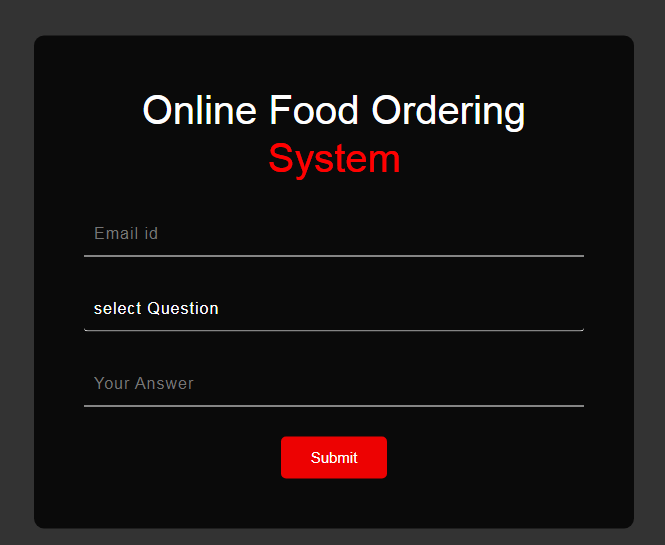 Online Food Ordering
System
Email id
select Question
Your Answer
Submit